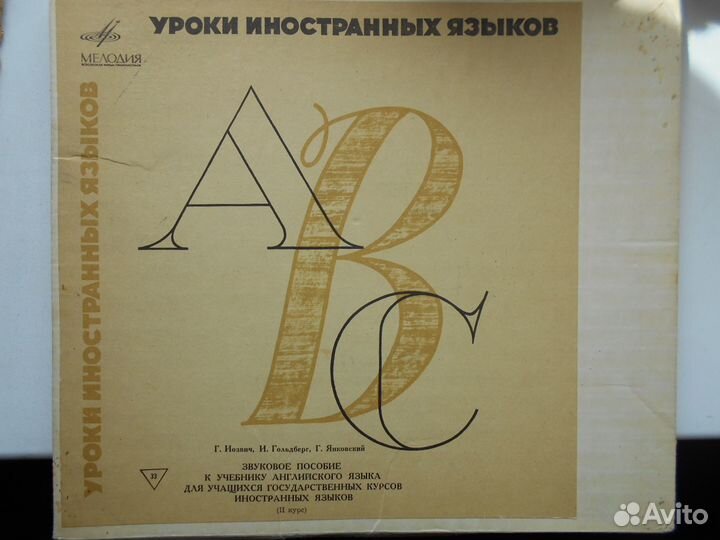 УРОКИ ИНОСТРАННЫХ ЯЗЫКОВ
МЕЛОДИЯ
УРОКИ ИНОСТРАННЫХ ЯЗЫКОВ
A
B
C
Г. Иозвич, И. Гольдберг, Г. Янковский
ЗВУКОВОЕ ПОСОБИЕ
К УЧЕБНИКУ АНГЛИЙСКОГО ЯЗЫКА
ДЛЯ УЧАЩИХСЯ ГОСУДАРСТВЕННЫХ КУРСОВ
ИНОСТРАННЫХ ЯЗЫКОВ
(II курс)
33
Avito